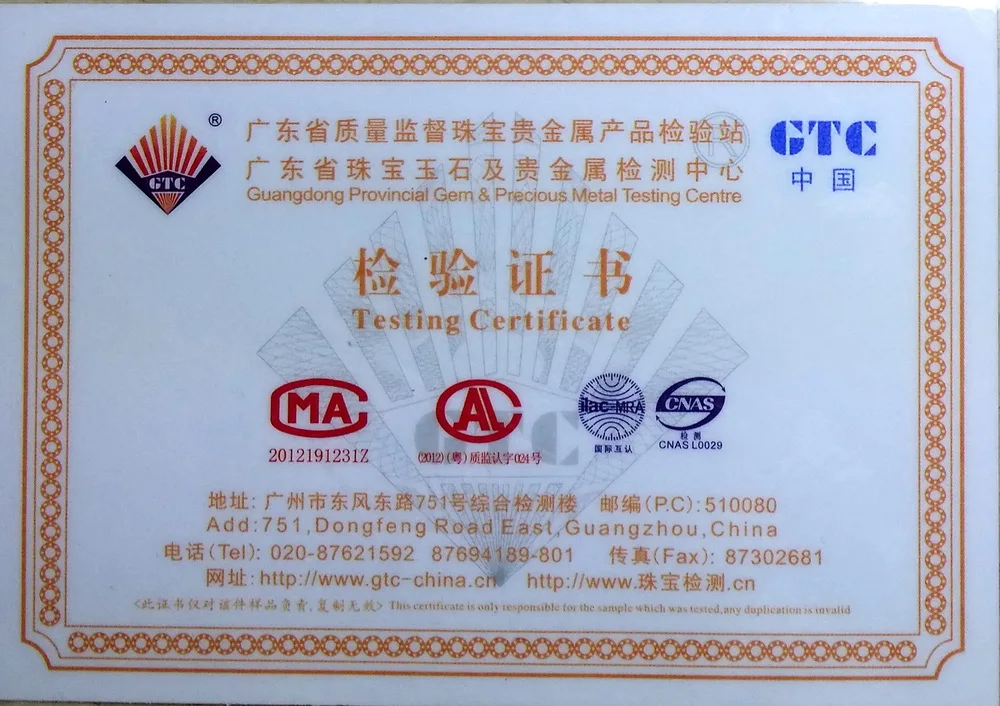 GTC
®
广东省质量监督珠宝贵金属产品检验站
广东省珠宝玉石及贵金属检测中心
Guangdong Provincial Gem & Precious Metal Testing Centre
GTC
中国
检验证书
Testing Certificate
MA
2012191231Z
AL
(2012)(粤)质监认字024号
ilac-MRA
国际互认
CNAS
检测
CNAS L0029
GTC
地址: 广州市东风东路751号综合检测楼 邮编(P.C):510080
Add:751,Dongfeng Road East,Guangzhou,China
电话(Tel): 020-87621592 87694189-801 传真(Fax): 87302681
网址: http://www.gtc-china.cn http://www.珠宝检测.cn
<此证书仅对该件样品负责,复制无效> This certificate is only responsible for the sample which was tested,any duplication is invalid